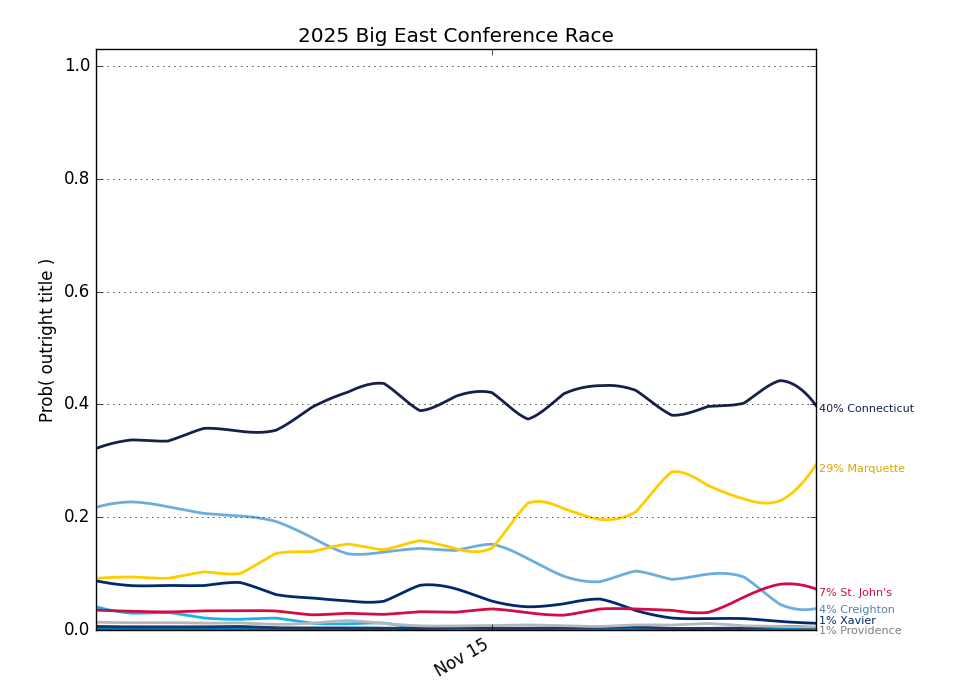 2025 Big East Conference Race
1.0
0.8
0.6
0.4
0.2
0.0
Prob( outright title )
Nov 15
40% Connecticut
29% Marquette
7% St. John's
4% Creighton
1% Xavier
1% Providence